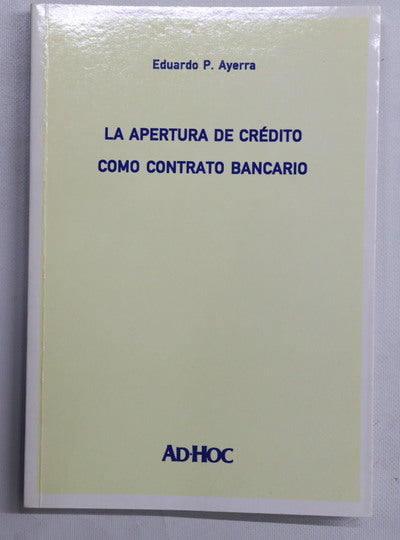 Eduardo P. Ayerra
LA APERTURA DE CRÉDITO
COMO CONTRATO BANCARIO
AD-HOC